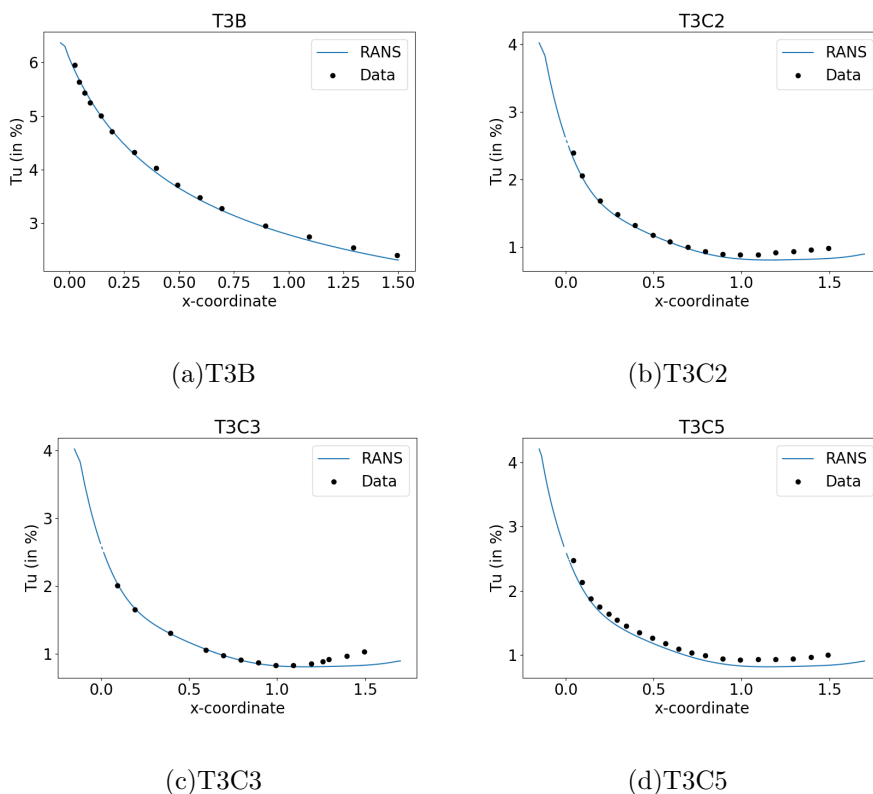 T3B
RANS
Data
Tu (in %)
6
5
4
3
0.00 0.25 0.50 0.75 1.00 1.25 1.50
x-coordinate
(a)T3B
T3C2
RANS
Data
Tu (in %)
4
3
2
1
0.0 0.5 1.0 1.5
x-coordinate
(b)T3C2
T3C3
RANS
Data
Tu (in %)
4
3
2
1
0.0 0.5 1.0 1.5
x-coordinate
(c)T3C3
T3C5
RANS
Data
Tu (in %)
4
3
2
1
0.0 0.5 1.0 1.5
x-coordinate
(d)T3C5